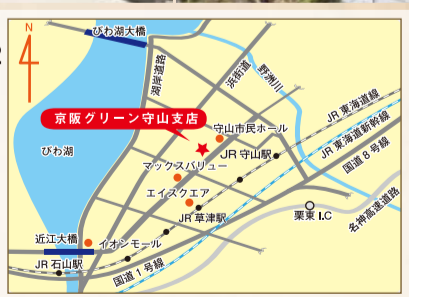 N
びわ湖大橋
湖岸道路
浜街道
野洲川
京阪グリーン守山支店
守山市民ホール
JR 東海道線
びわ湖
JR 守山駅
JR 東海道新幹線
マックスバリュー
国道8号線
エイスクエア
JR 草津駅
栗東 I.C
名神高速道路
近江大橋
イオンモール
JR 石山駅
国道1号線